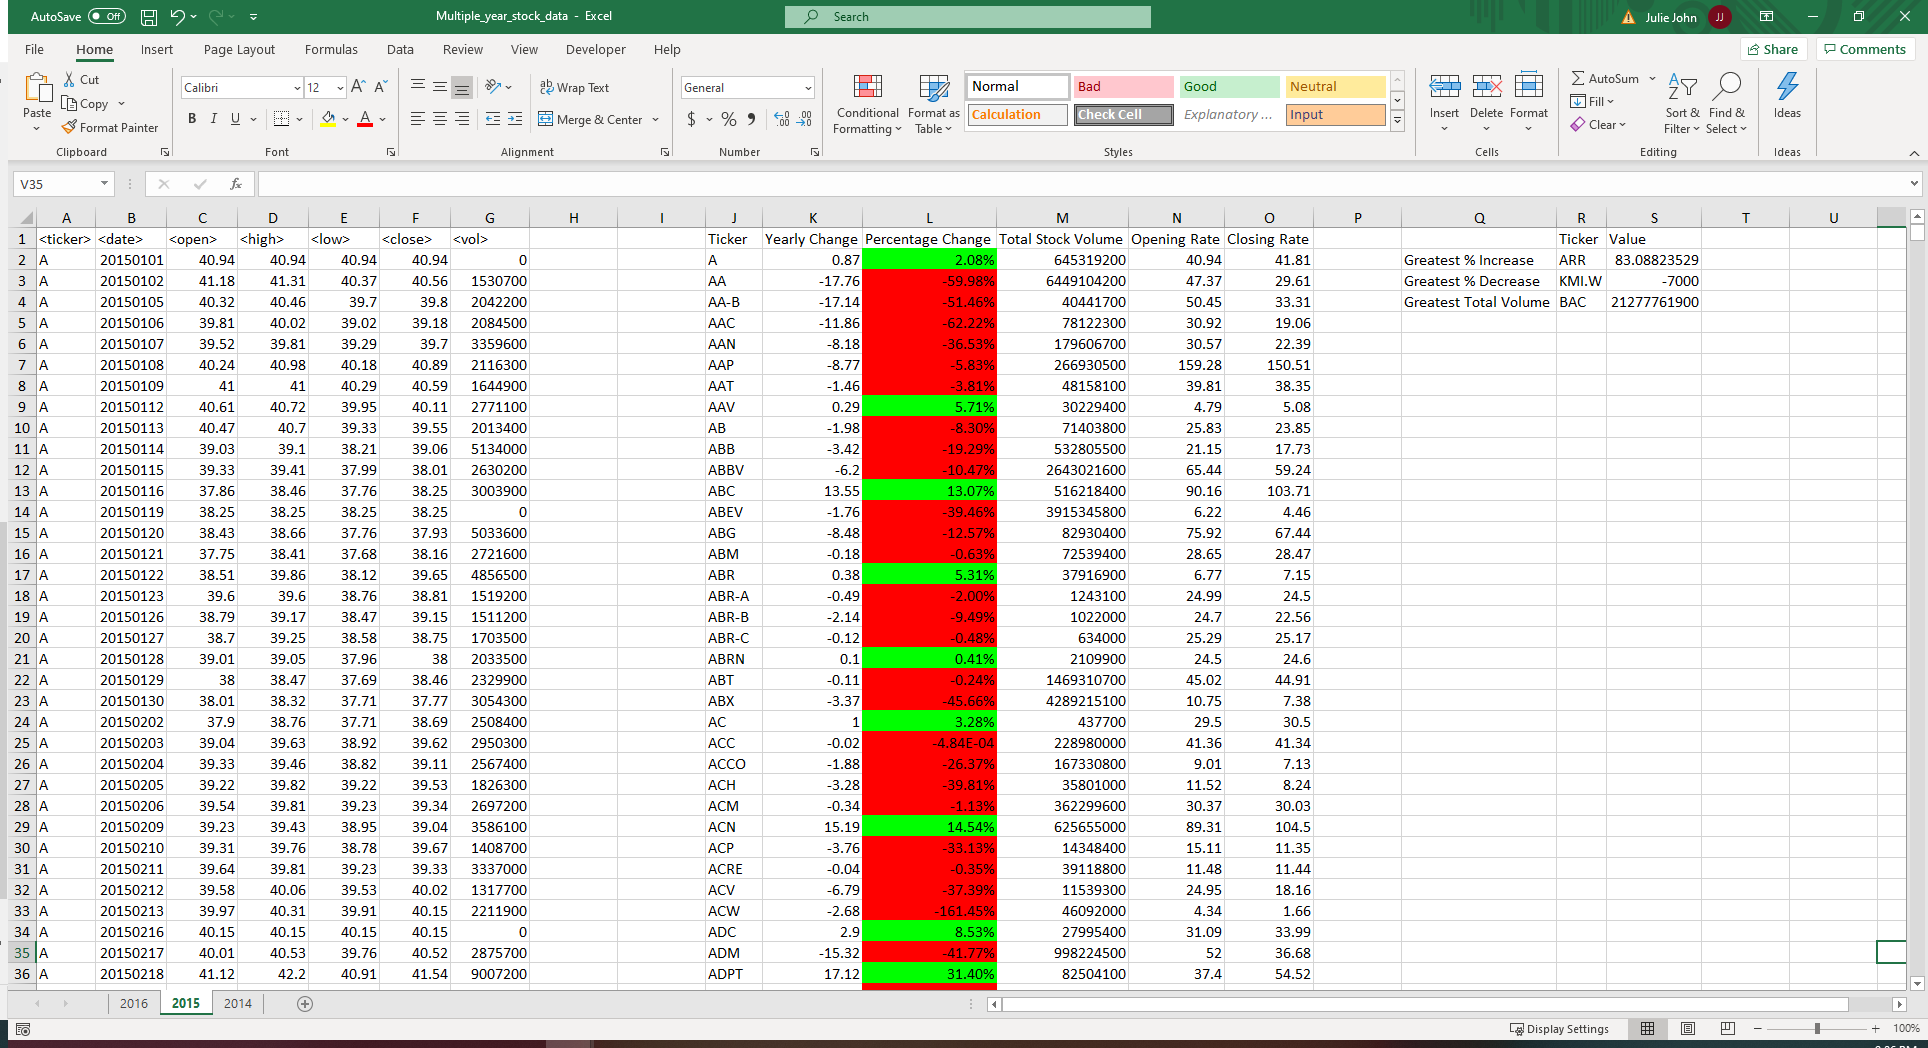 AutoSave Off Multiple_year_stock_data - Excel Search Julie John JJ
File Home Insert Page Layout Formulas Data Review View Developer Help Share Comments
Cut
Copy
Format Painter
Paste
Calibri 12
B I U
Wrap Text
Merge & Center
General
$ %
Conditional Formatting
Format as Table
Normal Bad Good Neutral
Calculation Check Cell Explanatory ... Input
Insert Delete Format
AutoSum
Fill
Clear
Sort & Filter
Find & Select
Ideas
Clipboard Font Alignment Number Styles Cells Editing Ideas
V35 fx
A B C D E F G H I J K L M N O P Q R S T U
1 <ticker> <date> <open> <high> <low> <close> <vol> Ticker Yearly Change Percentage Change Total Stock Volume Opening Rate Closing Rate Ticker Value
2 A 20150101 40.94 40.94 40.94 40.94 0 A 0.87 2.08% 645319200 40.94 41.81 Greatest % Increase ARR 83.08823529
3 A 20150102 41.18 41.31 40.37 40.56 1530700 AA -17.76 -59.98% 6449104200 47.37 29.61 Greatest % Decrease KMI.W -7000
4 A 20150105 40.32 40.46 39.7 39.8 2042200 AA-B -17.14 -51.46% 40441700 50.45 33.31 Greatest Total Volume BAC 21277761900
5 A 20150106 39.81 40.02 39.02 39.18 2084500 AAC -11.86 -62.22% 78122300 30.92 19.06
6 A 20150107 39.52 39.81 39.29 39.7 3359600 AAN -8.18 -36.53% 179606700 30.57 22.39
7 A 20150108 40.24 40.98 40.18 40.89 2116300 AAP -8.77 -5.83% 266930500 159.28 150.51
8 A 20150109 41 41 40.29 40.59 1644900 AAT -1.46 -3.81% 48158100 39.81 38.35
9 A 20150112 40.61 40.72 39.95 40.11 2771100 AAV 0.29 5.71% 30229400 4.79 5.08
10 A 20150113 40.47 40.7 39.33 39.55 2013400 AB -1.98 -8.30% 71403800 25.83 23.85
11 A 20150114 39.03 39.1 38.21 39.06 5134000 ABB -3.42 -19.29% 532805500 21.15 17.73
12 A 20150115 39.33 39.41 37.99 38.01 2630200 ABBV -6.2 -10.47% 2643021600 65.44 59.24
13 A 20150116 37.86 38.46 37.76 38.25 3003900 ABC 13.55 13.07% 516218400 90.16 103.71
14 A 20150119 38.25 38.25 38.25 38.25 0 ABEV -1.76 -39.46% 3915345800 6.22 4.46
15 A 20150120 38.43 38.66 37.76 37.93 5033600 ABG -8.48 -12.57% 82930400 75.92 67.44
16 A 20150121 37.75 38.41 37.68 38.16 2721600 ABM -0.18 -0.63% 72539400 28.65 28.47
17 A 20150122 38.51 39.86 38.12 39.65 4856500 ABR 0.38 5.31% 37916900 6.77 7.15
18 A 20150123 39.6 39.6 38.76 38.81 1519200 ABR-A -0.49 -2.00% 1243100 24.99 24.5
19 A 20150126 38.79 39.17 38.47 39.15 1511200 ABR-B -2.14 -9.49% 1022000 24.7 22.56
20 A 20150127 38.7 39.25 38.58 38.75 1703500 ABR-C -0.12 -0.48% 634000 25.29 25.17
21 A 20150128 39.01 39.05 37.96 38 2033500 ABRN 0.1 0.41% 2109900 24.5 24.6
22 A 20150129 38 38.47 37.69 38.46 2329900 ABT -0.11 -0.24% 1469310700 45.02 44.91
23 A 20150130 38.01 38.32 37.71 37.77 3054300 ABX -3.37 -45.66% 4289215100 10.75 7.38
24 A 20150202 37.9 38.76 37.71 38.69 2508400 AC 1 3.28% 437700 29.5 30.5
25 A 20150203 39.04 39.63 38.92 39.62 2950300 ACC -0.02 -4.84E-04 228980000 41.36 41.34
26 A 20150204 39.33 39.46 38.82 39.11 2567400 ACCO -1.88 -26.37% 167330800 9.01 7.13
27 A 20150205 39.22 39.82 39.22 39.53 1826300 ACH -3.28 -39.81% 35801000 11.52 8.24
28 A 20150206 39.54 39.81 39.23 39.34 2697200 ACM -0.34 -1.13% 362299600 30.37 30.03
29 A 20150209 39.23 39.43 38.95 39.04 3586100 ACN 15.19 14.54% 625655000 89.31 104.5
30 A 20150210 39.31 39.76 38.78 39.67 1408700 ACP -3.76 -33.13% 14348400 15.11 11.35
31 A 20150211 39.64 39.81 39.23 39.33 3337000 ACRE -0.04 -0.35% 39118800 11.48 11.44
32 A 20150212 39.58 40.06 39.53 40.02 1317700 ACV -6.79 -37.39% 11539300 24.95 18.16
33 A 20150213 39.97 40.31 39.91 40.15 2211900 ACW -2.68 -161.45% 46092000 4.34 1.66
34 A 20150216 40.15 40.15 40.15 40.15 0 ADC 2.9 8.53% 27995400 31.09 33.99
35 A 20150217 40.01 40.53 39.76 40.52 2875700 ADM -15.32 -41.77% 998224500 52 36.68
36 A 20150218 41.12 42.2 40.91 41.54 9007200 ADPT 17.12 31.40% 82504100 37.4 54.52
2016 2015 2014
Display Settings 100%